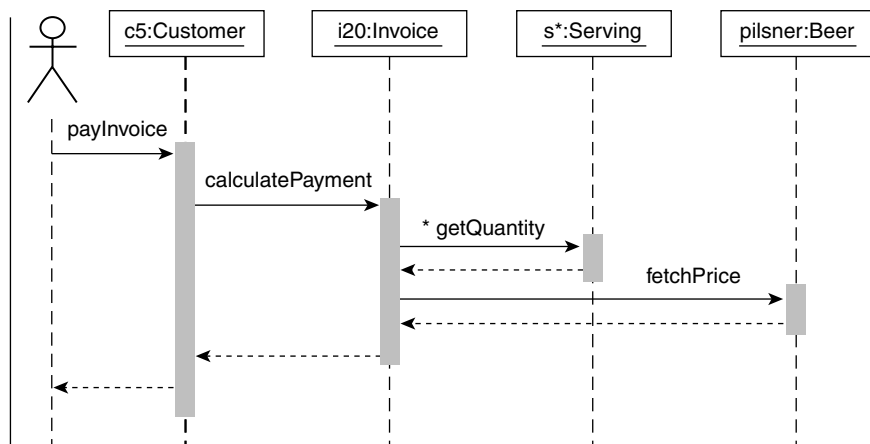 c5:Customer
i20:Invoice
s*:Serving
pilsner:Beer
payInvoice
calculatePayment
* getQuantity
fetchPrice